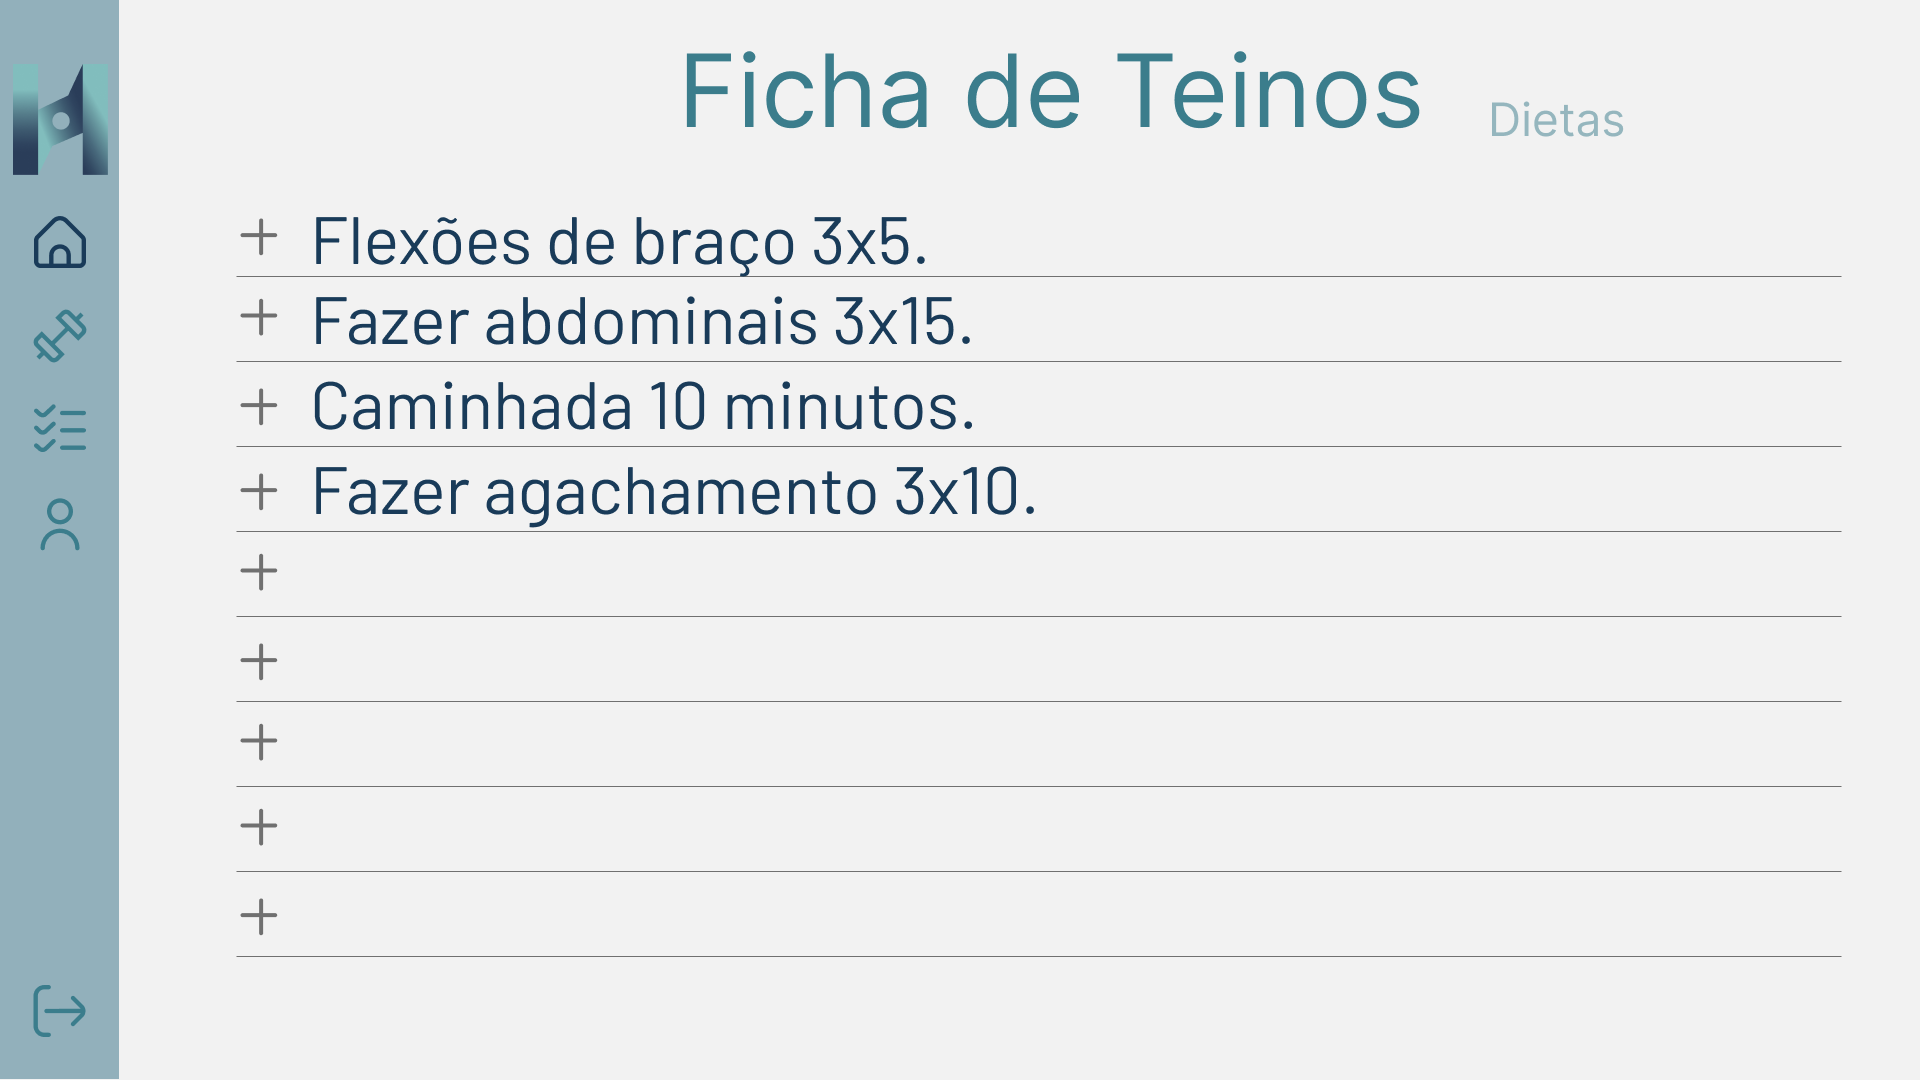 Ficha de Teinos
Dietas
Flexões de braço 3x5.
Fazer abdominais 3x15.
Caminhada 10 minutos.
Fazer agachamento 3x10.